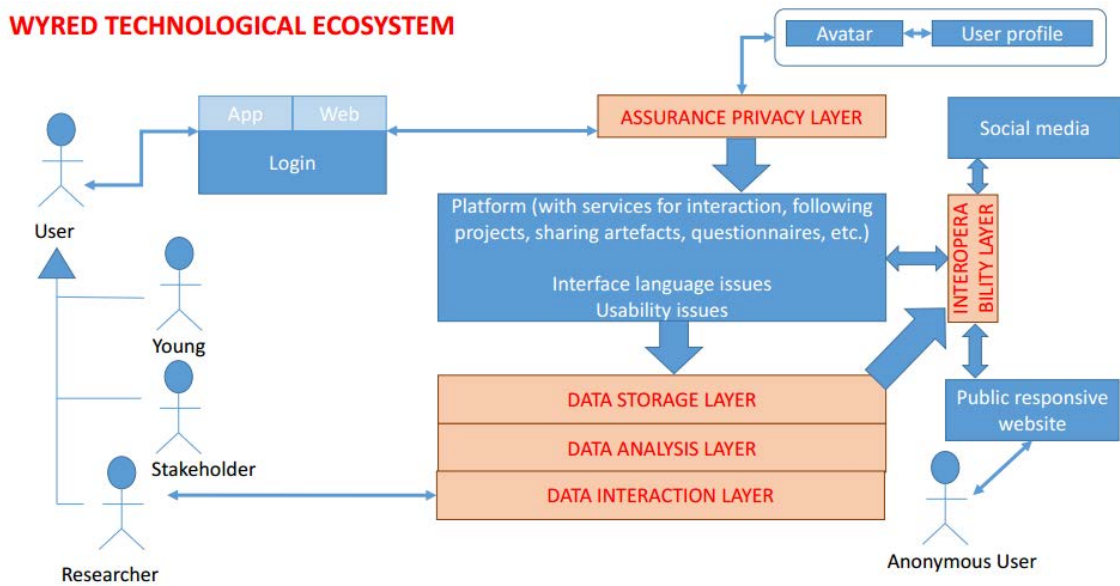 WYRED TECHNOLOGICAL ECOSYSTEM
Avatar
User profile
App
Web
Login
ASSURANCE PRIVACY LAYER
Social media
User
Platform (with services for interaction, following
projects, sharing artefacts, questionnaires, etc.)
Interface language issues
Usability issues
INTEROPERA
BILITY LAYER
Young
DATA STORAGE LAYER
Public responsive
website
DATA ANALYSIS LAYER
Stakeholder
DATA INTERACTION LAYER
Anonymous User
Researcher